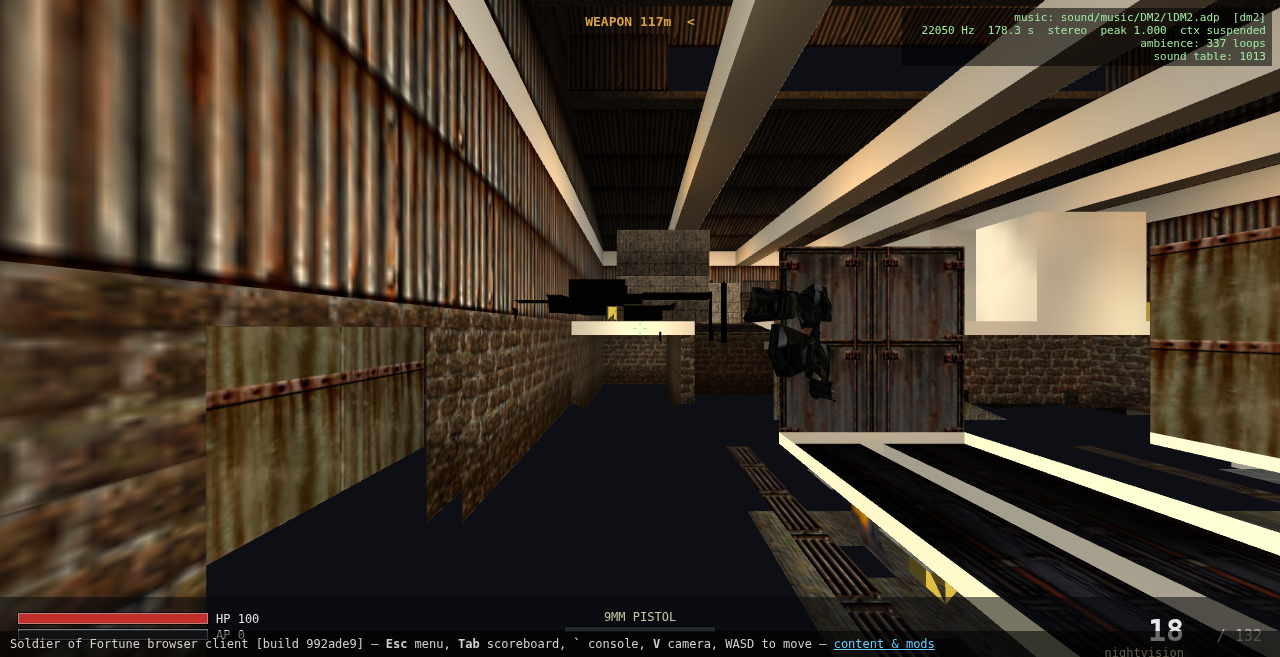 WEAPON 117m <
music: sound/music/DM2/lDM2.adp [dm2]
22050 Hz 178.3 s stereo peak 1.000 ctx suspended
ambience: 337 loops
sound table: 1013
HP 100
AP 0
9MM PISTOL
18 / 132
nightvision
Soldier of Fortune browser client [build 992ade9] — Esc menu, Tab scoreboard, ` console, V camera, WASD to move — content & mods